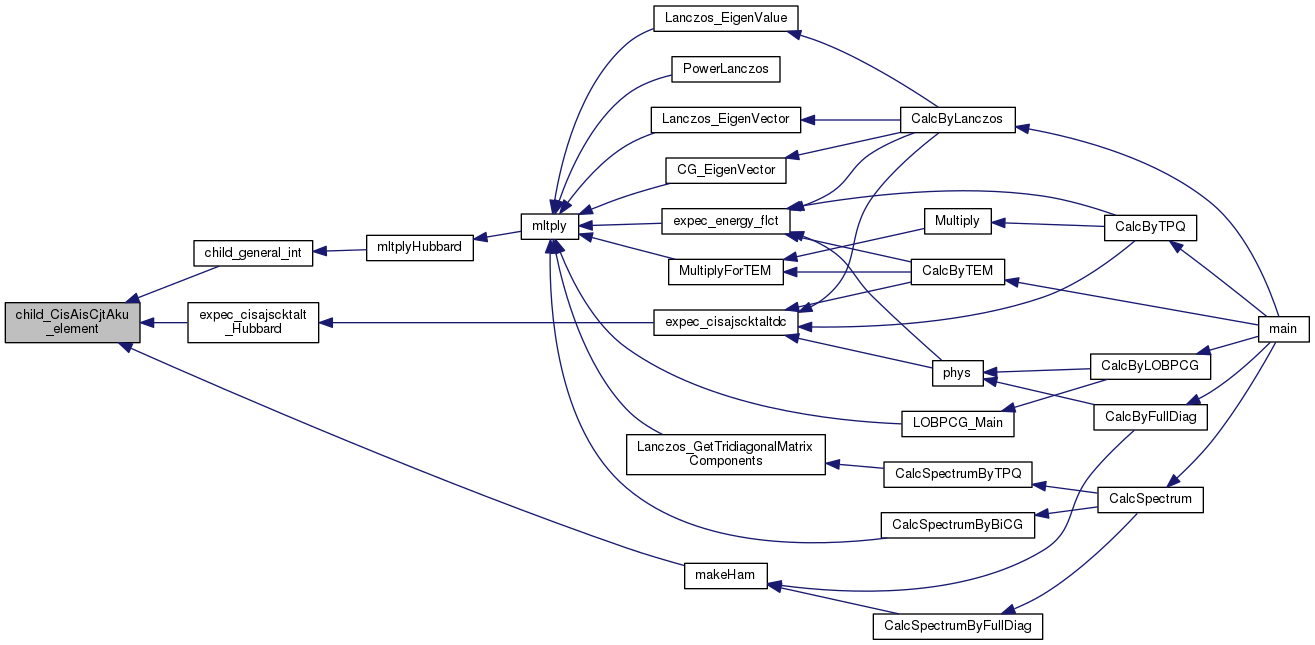 Lanczos_EigenValue
PowerLanczos
Lanczos_EigenVector
CalcByLanczos
CG_EigenVector
mltply
expec_energy_flct
Multiply
CalcByTPQ
child_general_int
mltplyHubbard
MultiplyForTEM
CalcByTEM
child_CisAisCjtAku
_element
expec_cisajscktalt
_Hubbard
expec_cisajscktaltdc
main
phys
CalcByLOBPCG
LOBPCG_Main
CalcByFullDiag
Lanczos_GetTridiagonalMatrix
Components
CalcSpectrumByTPQ
CalcSpectrum
CalcSpectrumByBiCG
makeHam
CalcSpectrumByFullDiag